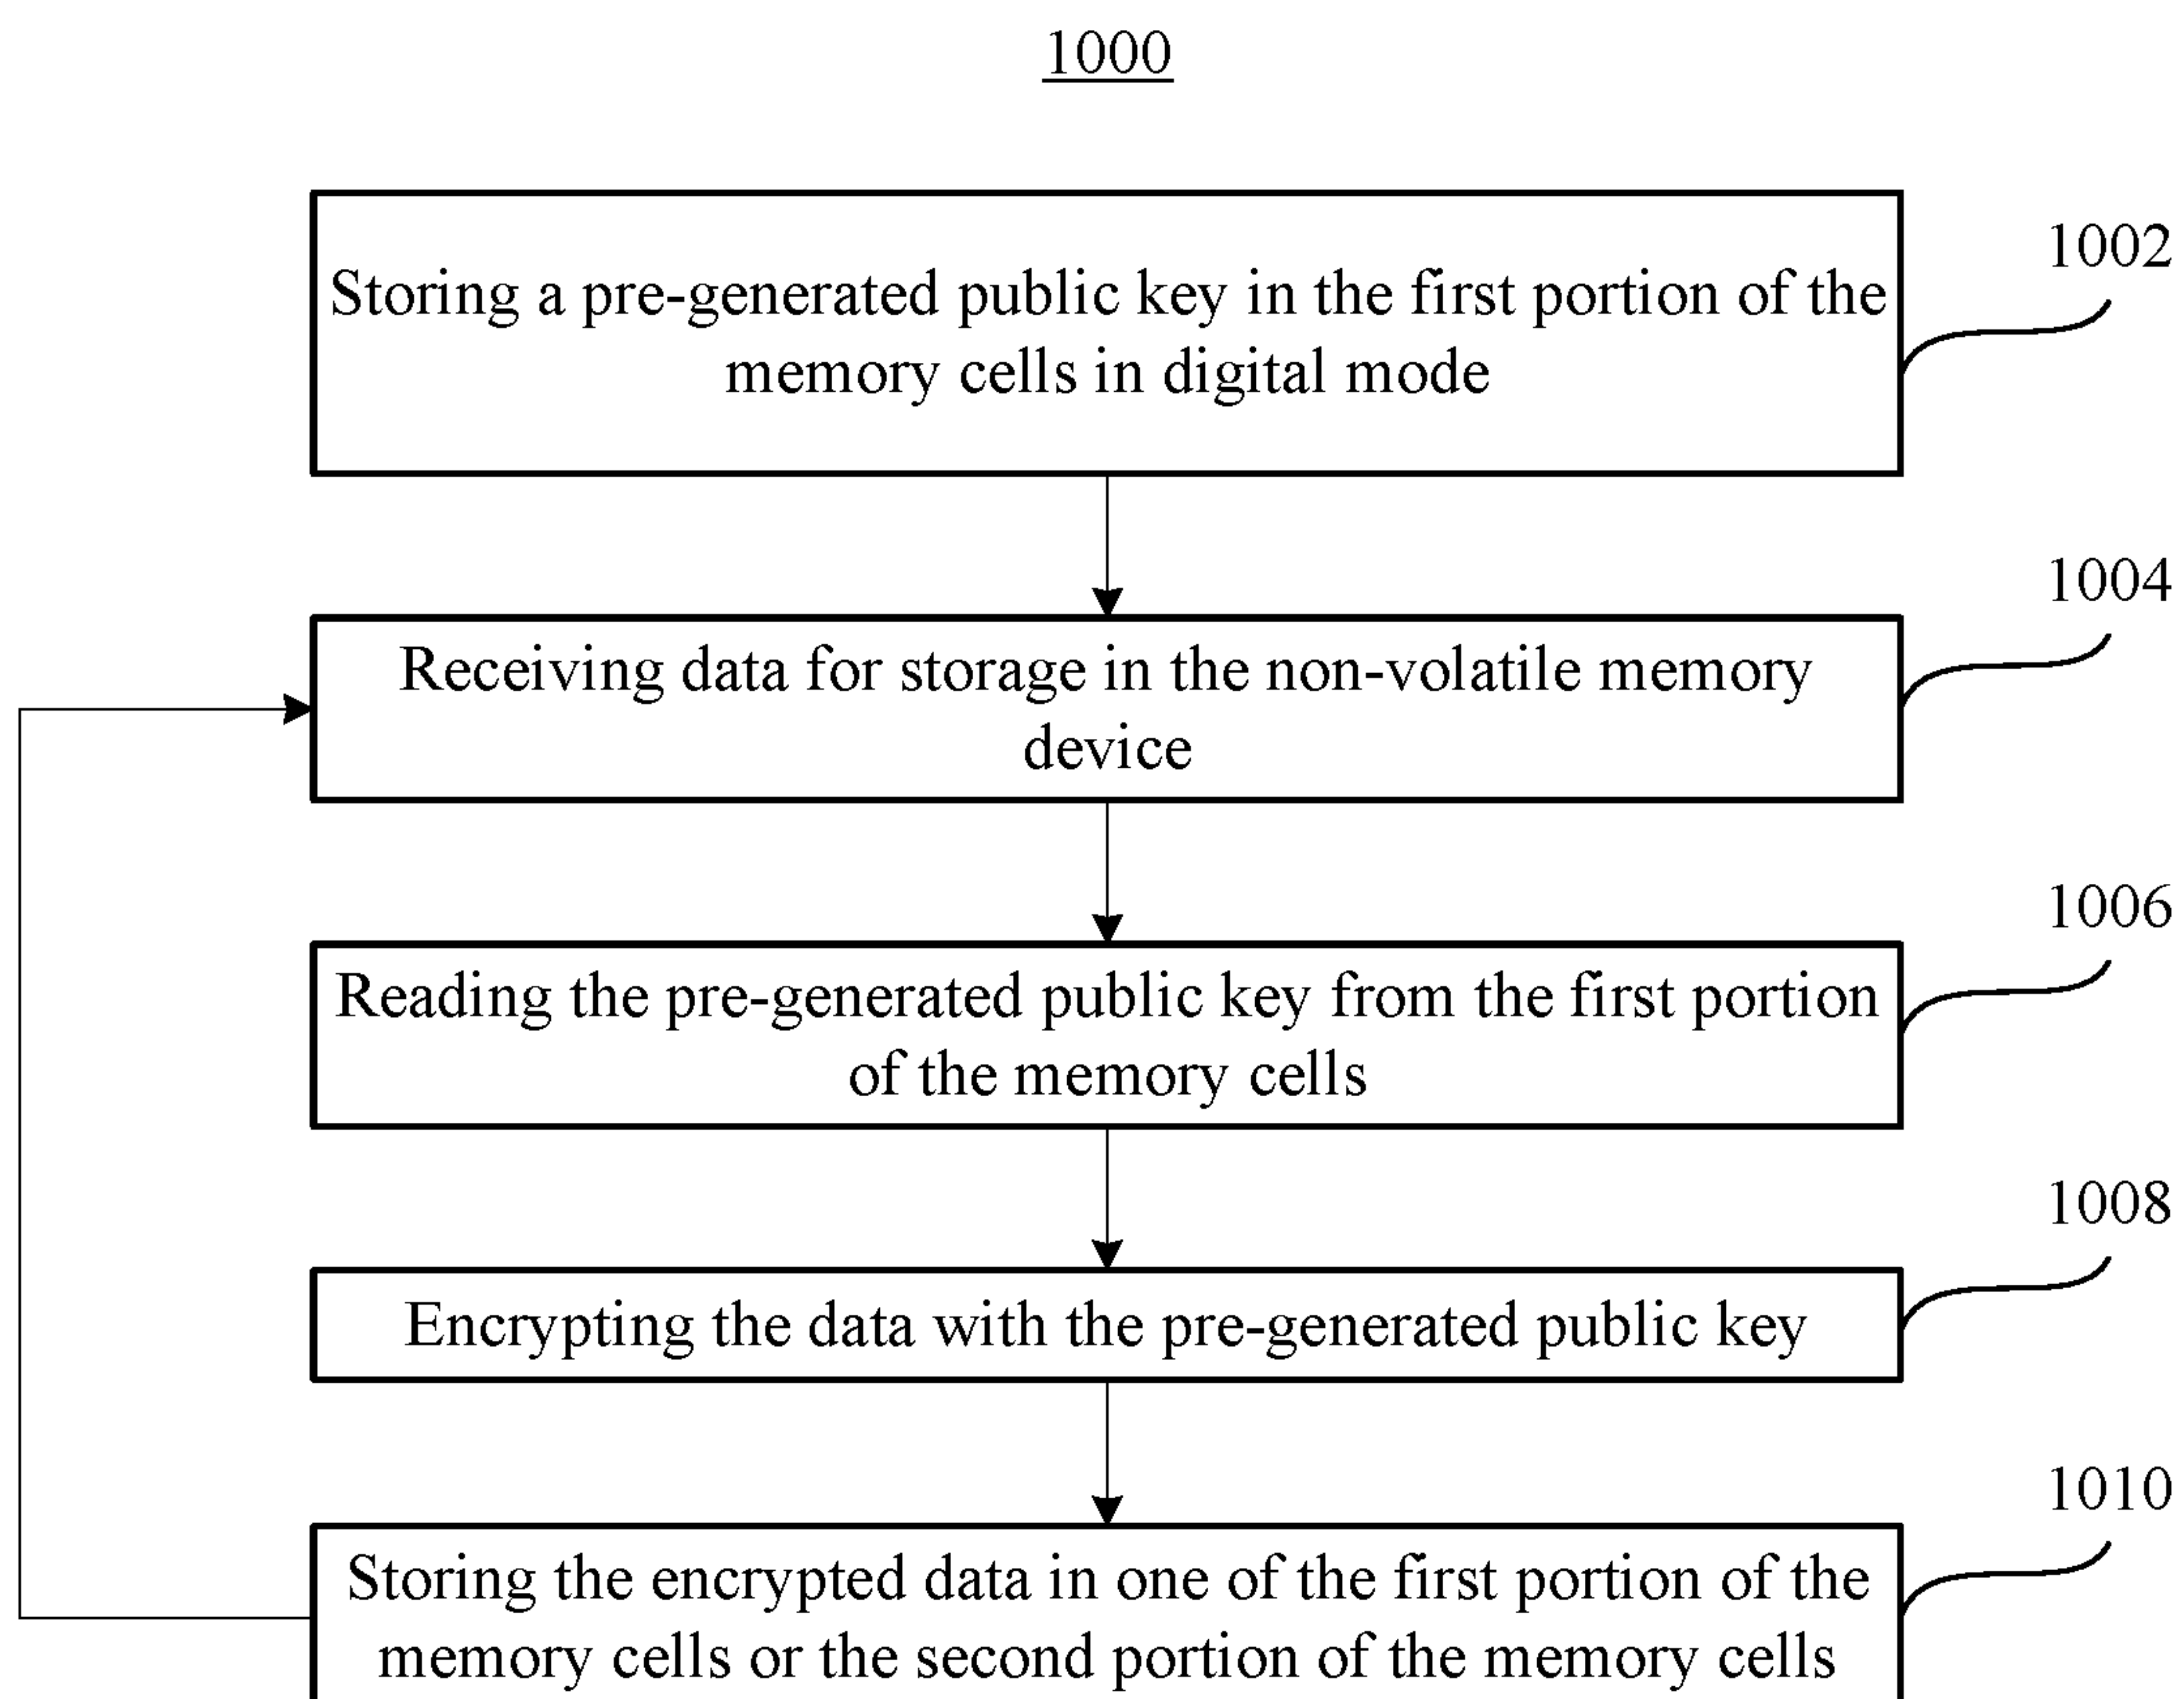 1000
1002
Storing a pre-generated public key in the first portion of the
memory cells in digital mode
1004
Receiving data for storage in the non-volatile memory
device
1006
Reading the pre-generated public key from the first portion
of the memory cells
1008
Encrypting the data with the pre-generated public key
1010
Storing the encrypted data in one of the first portion of the
memory cells or the second portion of the memory cells